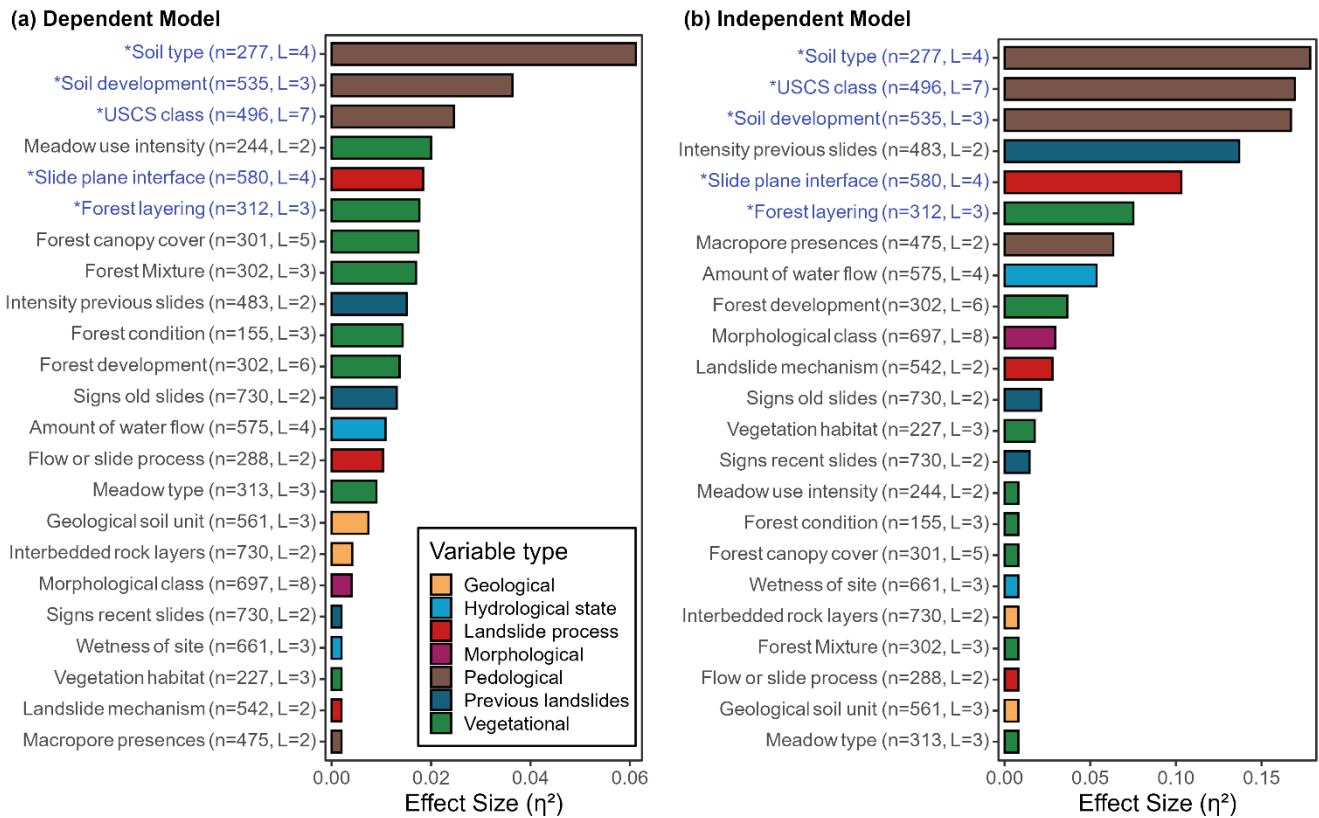 (a) Dependent Model
*Soil type (n=277, L=4)
*Soil development (n=535, L=3)
*USCS class (n=496, L=7)
Meadow use intensity (n=244, L=2)
*Slide plane interface (n=580, L=4)
*Forest layering (n=312, L=3)
Forest canopy cover (n=301, L=5)
Forest Mixture (n=302, L=3)
Intensity previous slides (n=483, L=2)
Forest condition (n=155, L=3)
Forest development (n=302, L=6)
Signs old slides (n=730, L=2)
Amount of water flow (n=575, L=4)
Flow or slide process (n=288, L=2)
Meadow type (n=313, L=3)
Geological soil unit (n=561, L=3)
Interbedded rock layers (n=730, L=2)
Morphological class (n=697, L=8)
Signs recent slides (n=730, L=2)
Wetness of site (n=661, L=3)
Vegetation habitat (n=227, L=3)
Landslide mechanism (n=542, L=2)
Macropore presences (n=475, L=2)
0.00 0.02 0.04 0.06
Effect Size (η²)
Variable type
Geological
Hydrological state
Landslide process
Morphological
Pedological
Previous landslides
Vegetational
(b) Independent Model
*Soil type (n=277, L=4)
*USCS class (n=496, L=7)
*Soil development (n=535, L=3)
Intensity previous slides (n=483, L=2)
*Slide plane interface (n=580, L=4)
*Forest layering (n=312, L=3)
Macropore presences (n=475, L=2)
Amount of water flow (n=575, L=4)
Forest development (n=302, L=6)
Morphological class (n=697, L=8)
Landslide mechanism (n=542, L=2)
Signs old slides (n=730, L=2)
Vegetation habitat (n=227, L=3)
Signs recent slides (n=730, L=2)
Meadow use intensity (n=244, L=2)
Forest condition (n=155, L=3)
Forest canopy cover (n=301, L=5)
Wetness of site (n=661, L=3)
Interbedded rock layers (n=730, L=2)
Forest Mixture (n=302, L=3)
Flow or slide process (n=288, L=2)
Geological soil unit (n=561, L=3)
Meadow type (n=313, L=3)
0.00 0.05 0.10 0.15
Effect Size (η²)